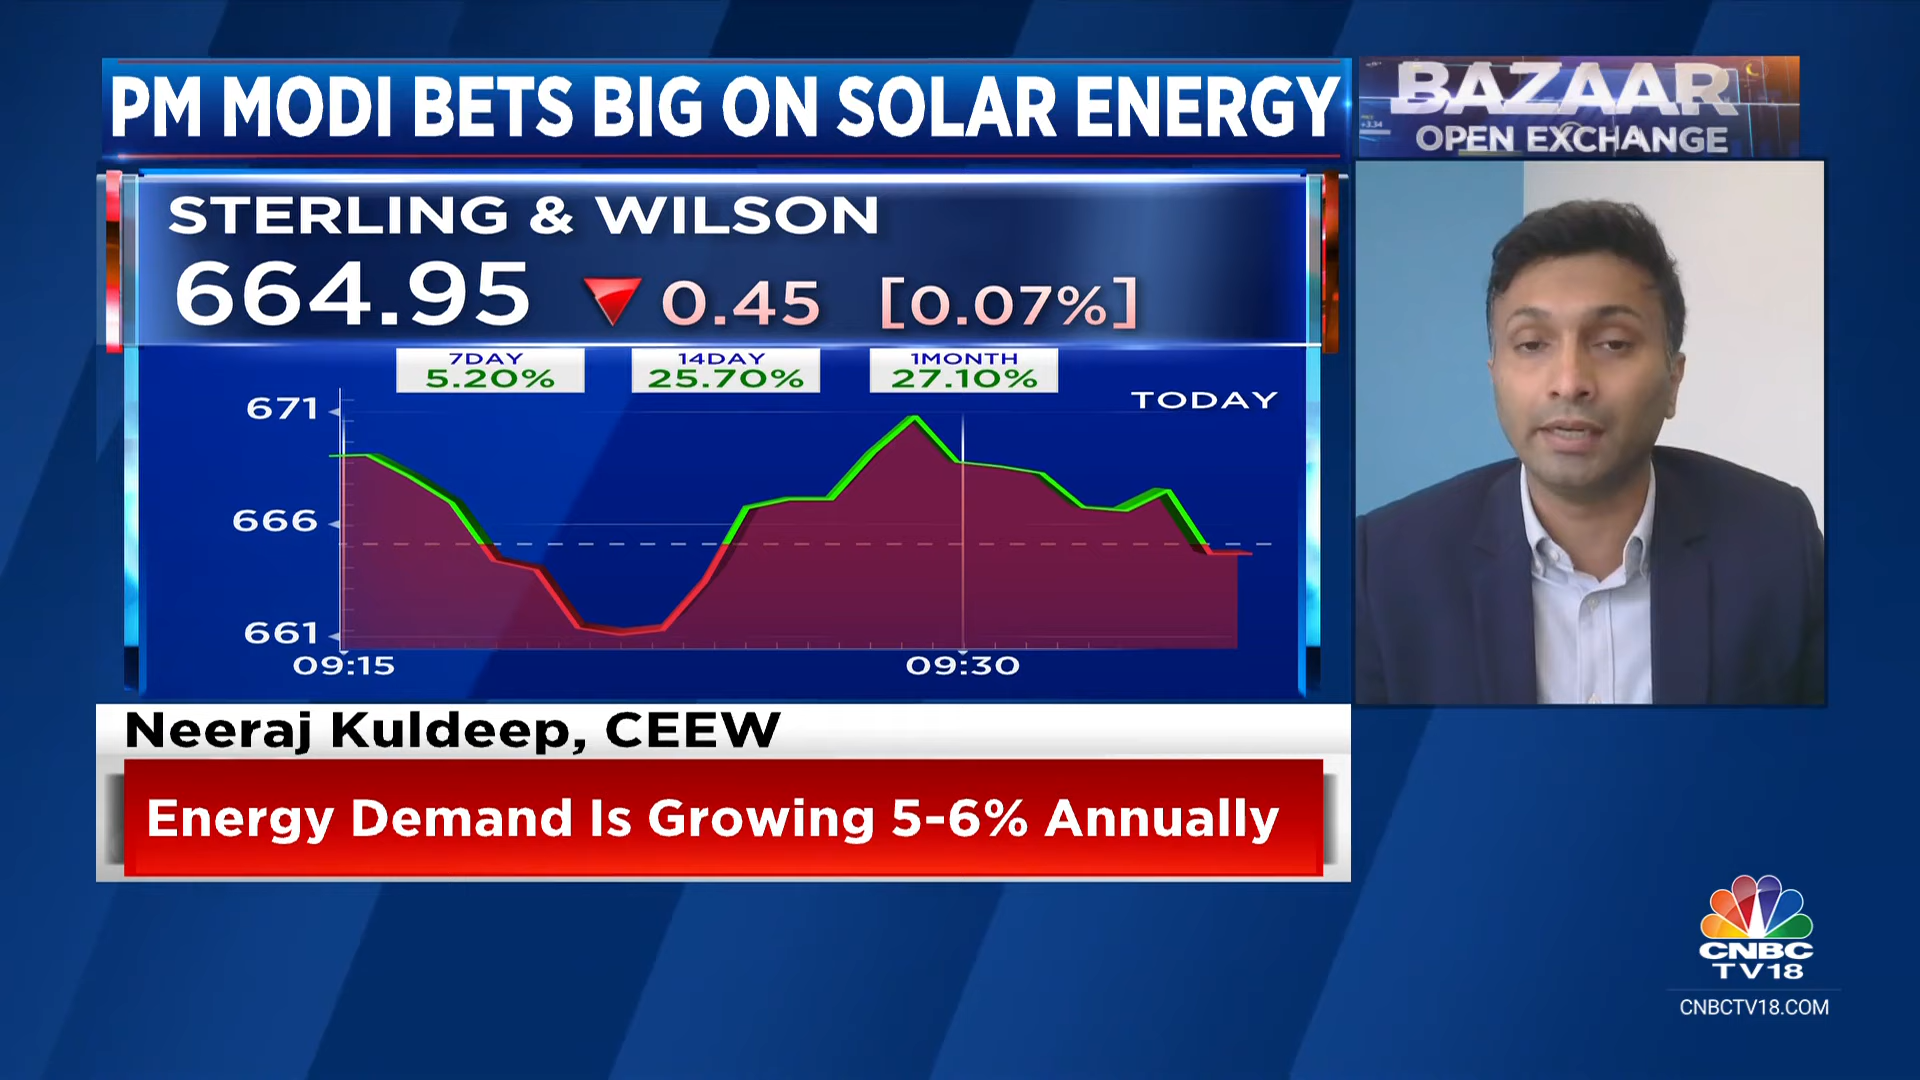 PM MODI BETS BIG ON SOLAR ENERGY
BAZAAR
OPEN EXCHANGE
STERLING & WILSON
664.95 ▼ 0.45 [0.07%]
7DAY 14DAY 1MONTH
5.20% 25.70% 27.10%
TODAY
671
666
661
09:15 09:30
Neeraj Kuldeep, CEEW
Energy Demand Is Growing 5-6% Annually
CNBC
TV18
CNBCTV18.COM